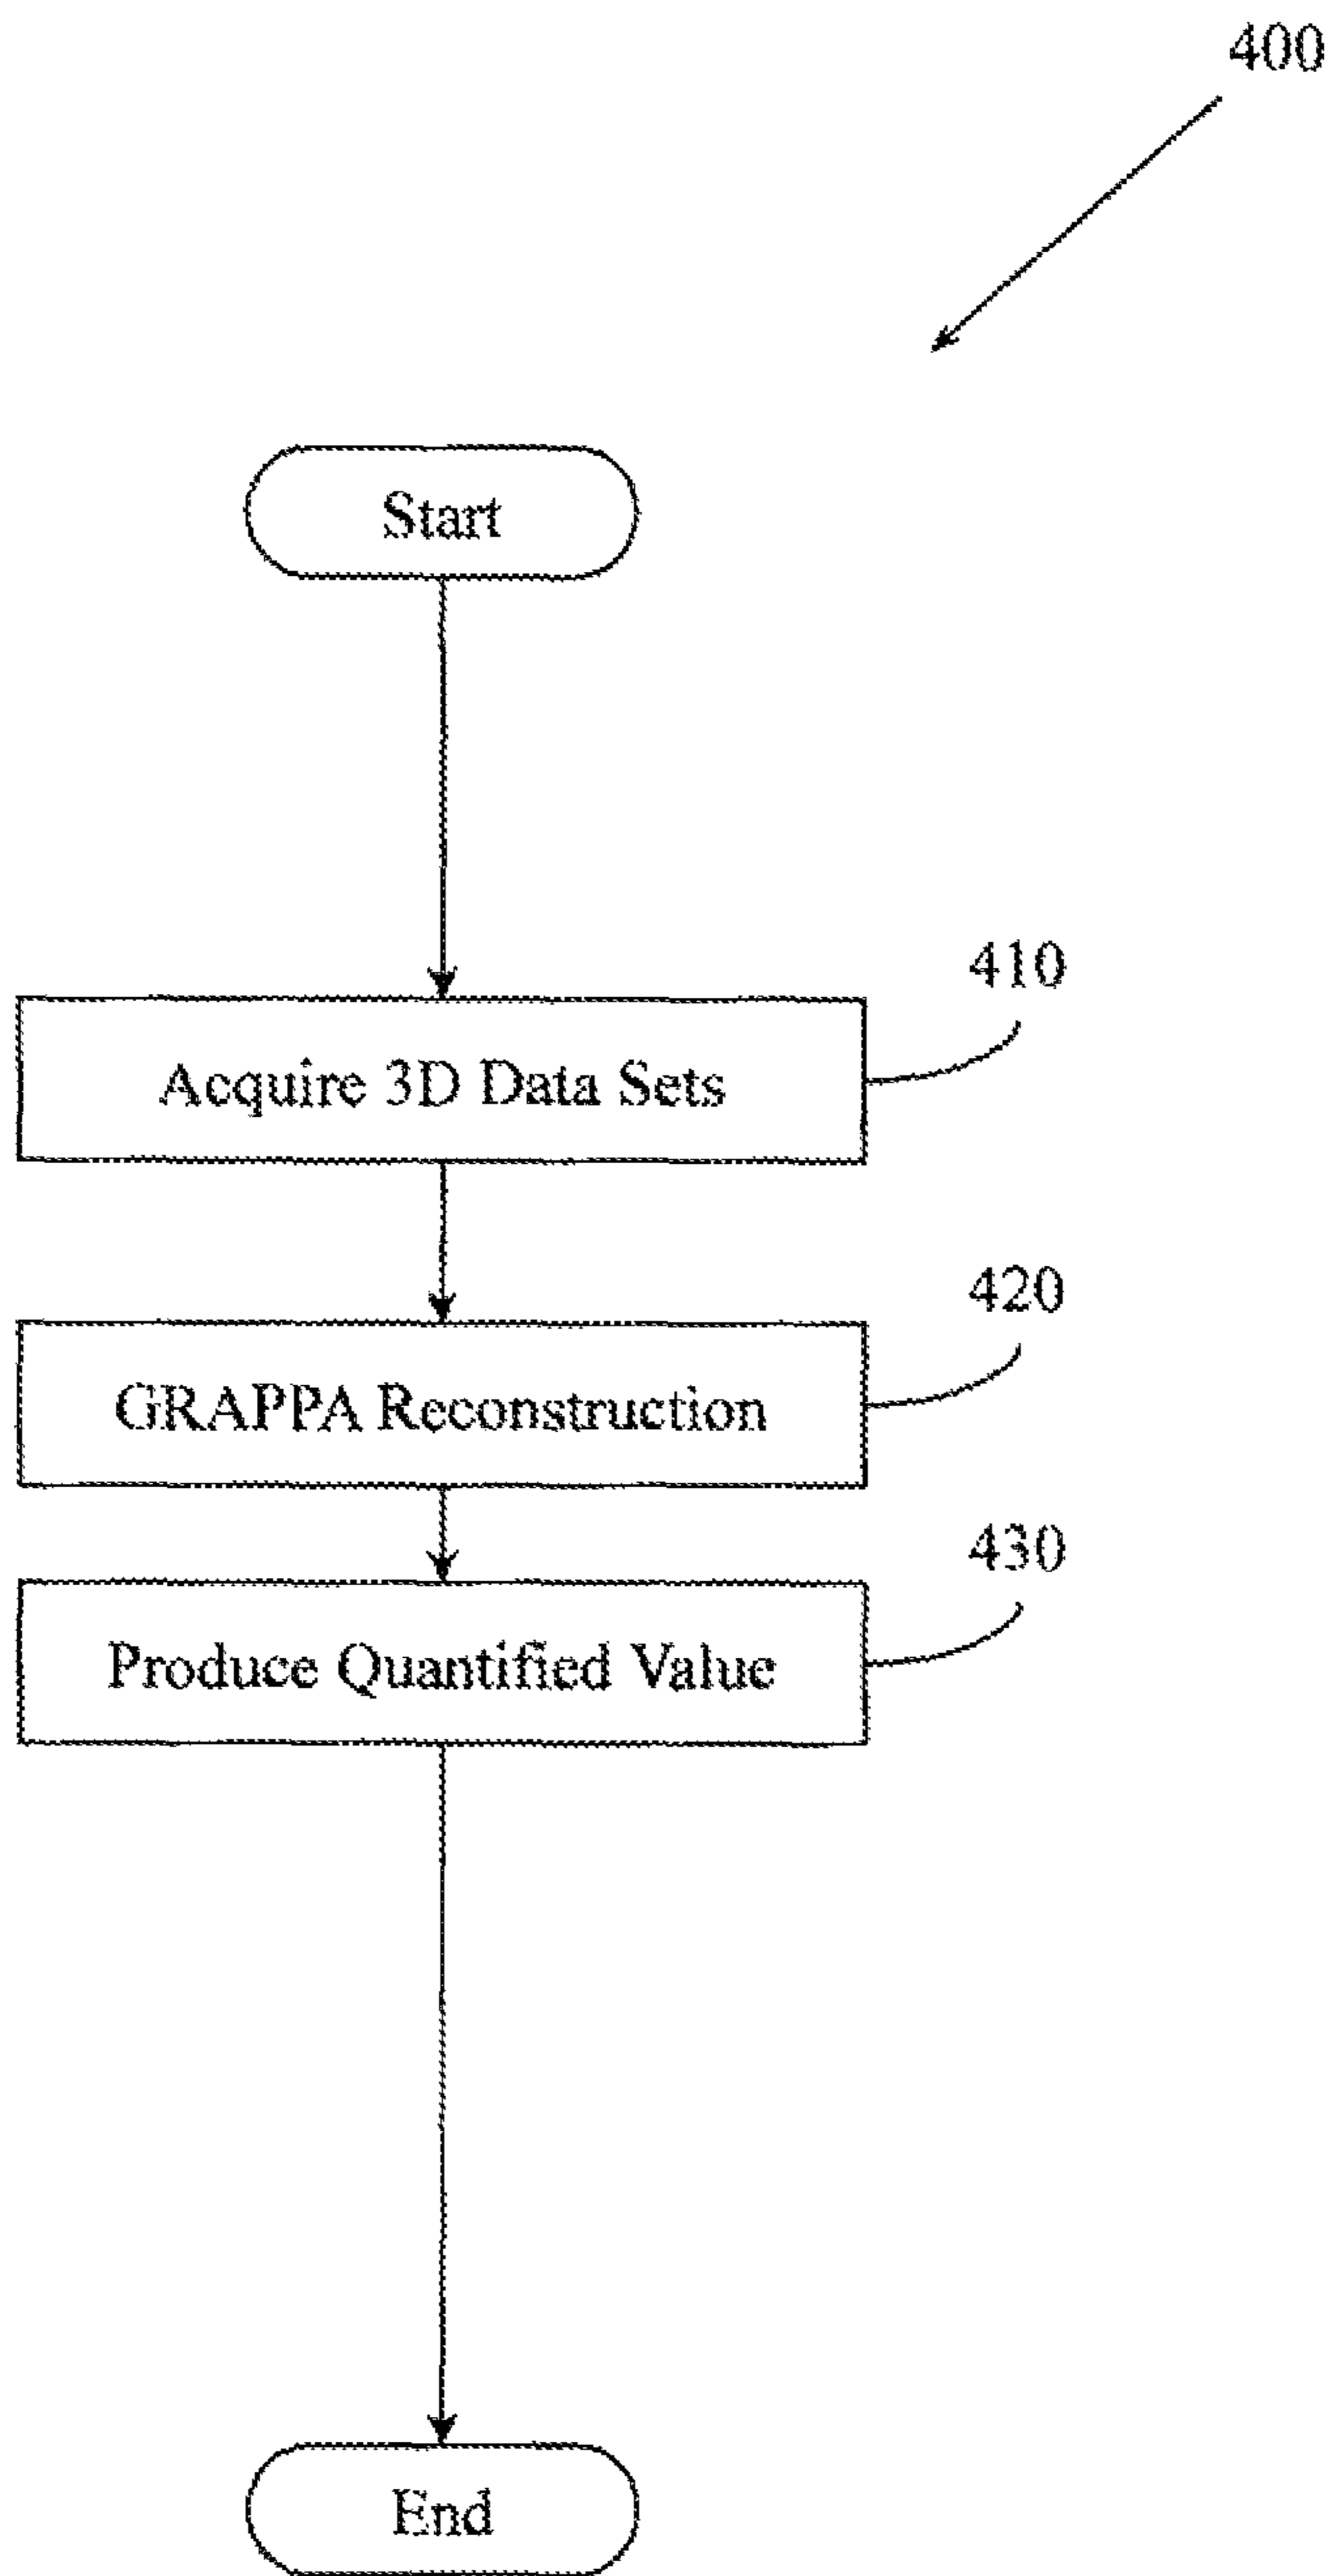 400
Start
410
Acquire 3D Data Sets
420
GRAPPA Reconstruction
430
Produce Quantified Value
End